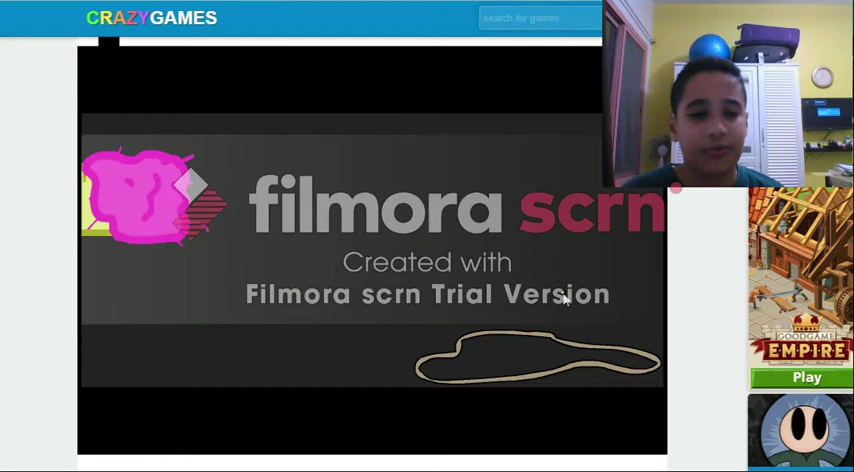 CRAZYGAMES
search for games
filmora scrn
Created with
Filmora scrn Trial Version
GOODGAME
EMPIRE
Play